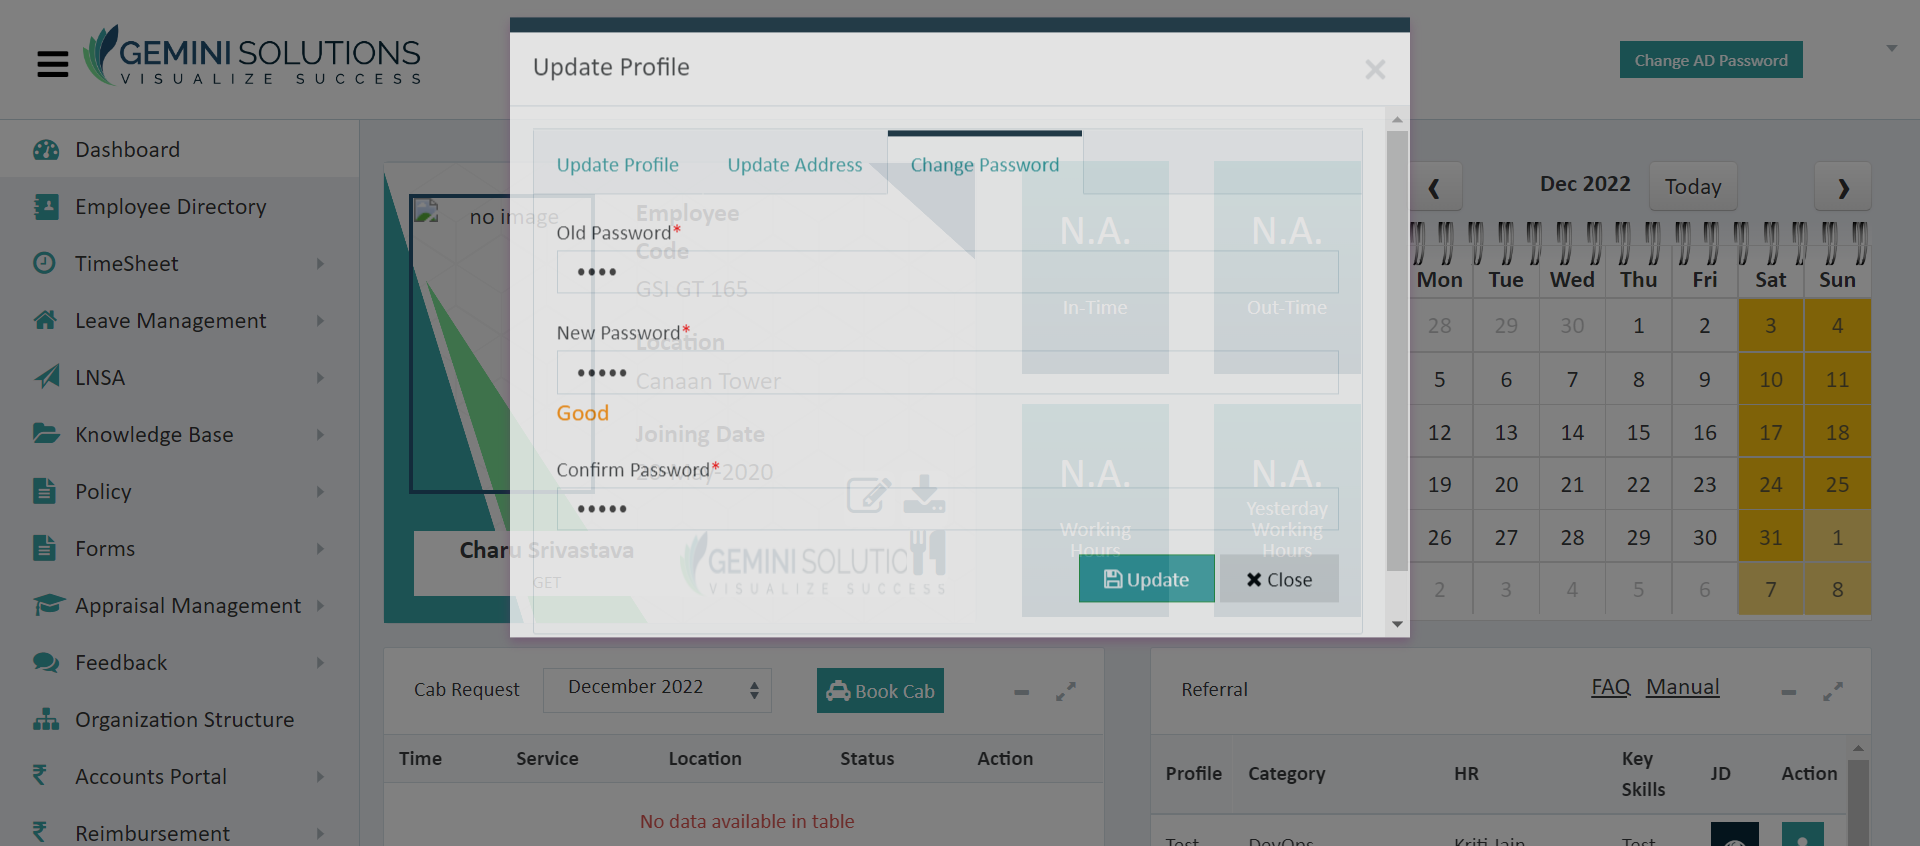 GEMINI SOLUTIONS
VISUALIZE SUCCESS
Change AD Password
Dashboard
Employee Directory
TimeSheet
Leave Management
LNSA
Knowledge Base
Policy
Forms
Appraisal Management
Feedback
Organization Structure
Accounts Portal
Reimbursement
Update Profile
Update Profile
Update Address
Change Password
Old Password*
New Password*
Good
Confirm Password*
Update
Close
no image
Charu Srivastava
GET
Employee
Code
GSI GT 165
Location
Canaan Tower
Joining Date
-2020
GEMINI SOLUTIO
VISUALIZE SUCCESS
N.A.
In-Time
N.A.
Out-Time
N.A.
Working
Hours
N.A.
Yesterday
Working
Hours
Dec 2022 Today
Mon Tue Wed Thu Fri Sat Sun
28 29 30 1 2 3 4
5 6 7 8 9 10 11
12 13 14 15 16 17 18
19 20 21 22 23 24 25
26 27 28 29 30 31 1
2 3 4 5 6 7 8
Cab Request December 2022 Book Cab
Time Service Location Status Action
No data available in table
Referral FAQ Manual
Profile Category HR Key Skills JD Action
Test DevOps Kriti Jain Test